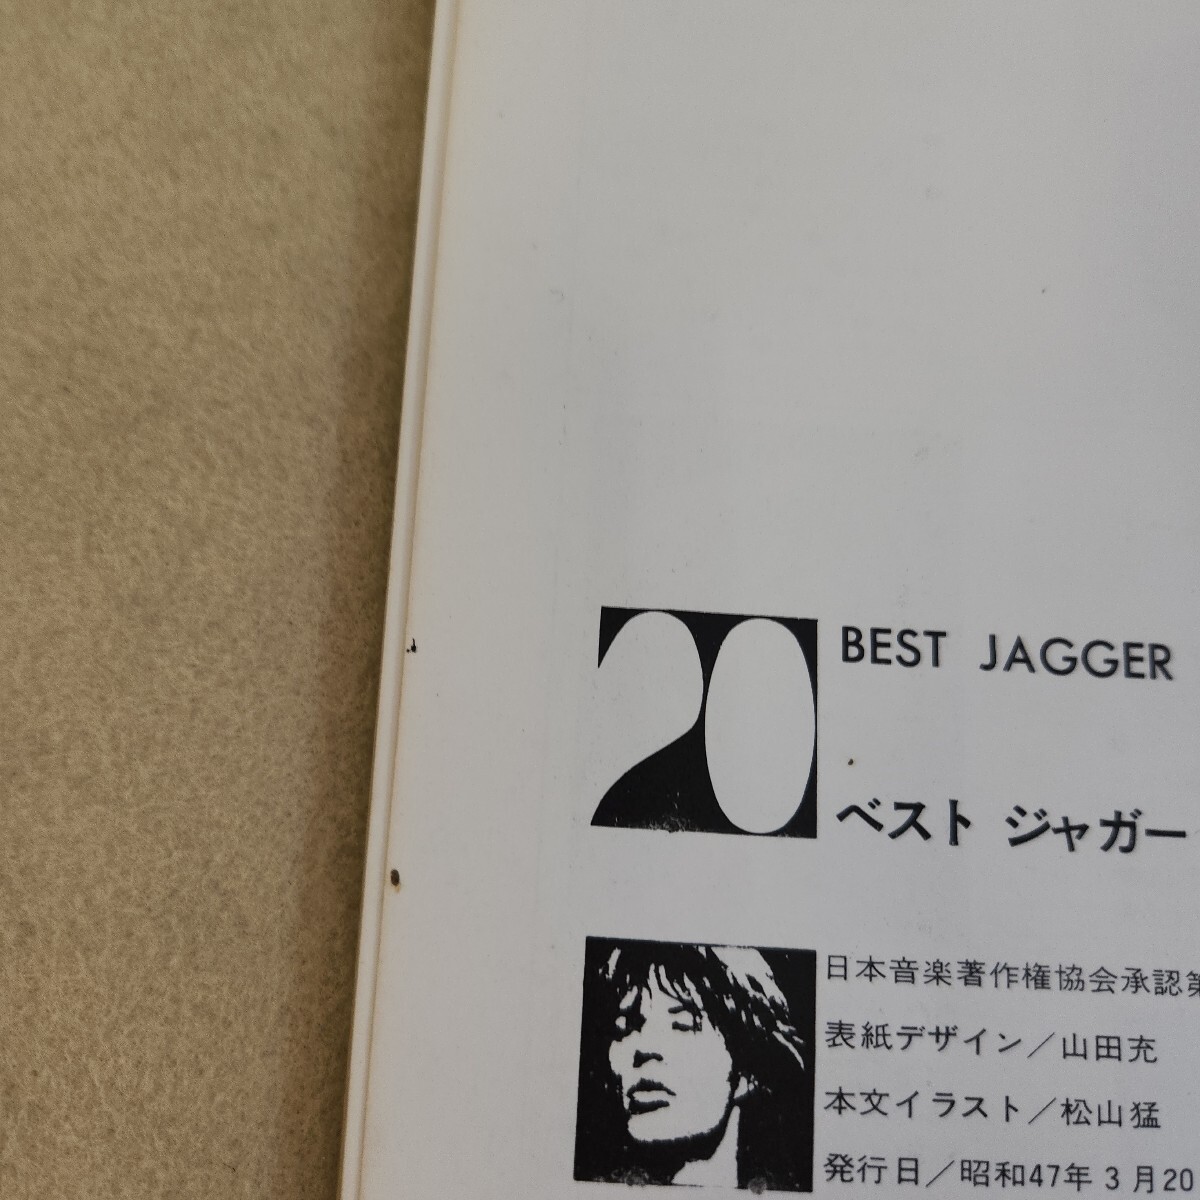 20
BEST JAGGER
ベスト ジャガー
日本音楽著作権協会承認第
表紙デザイン／山田充
本文イラスト／松山猛
発行日／昭和47年3月20